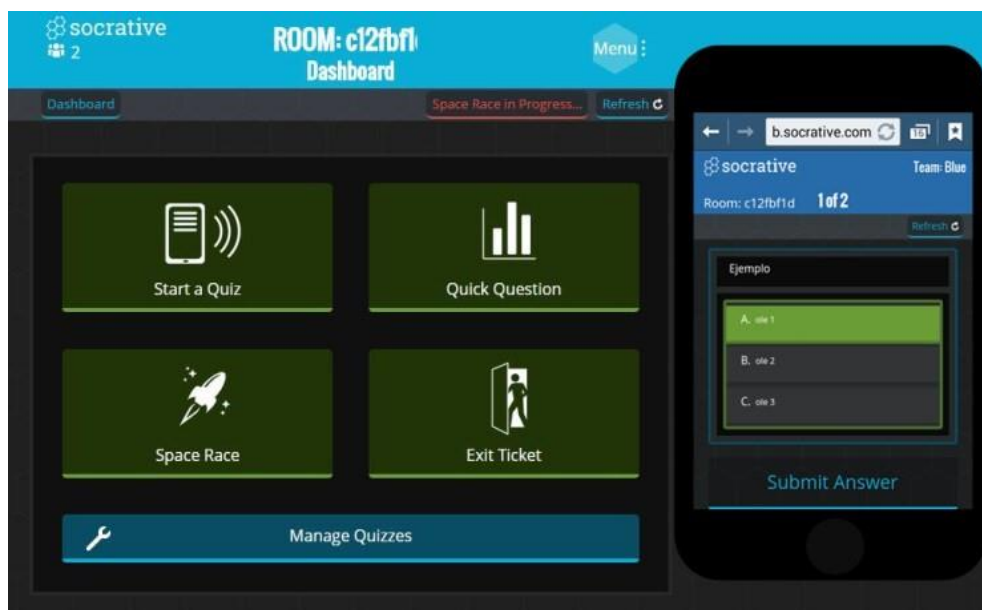 socrative
2
ROOM: c12fbf1
Dashboard
Menu
Dashboard
Space Race in Progress...
Refresh
Start a Quiz
Quick Question
Space Race
Exit Ticket
Manage Quizzes
b.socrative.com
15
socrative
Team: Blue
Room: c12fbf1d
1 of 2
Refresh
Ejemplo
A. ole 1
B. ole 2
C. ole 3
Submit Answer